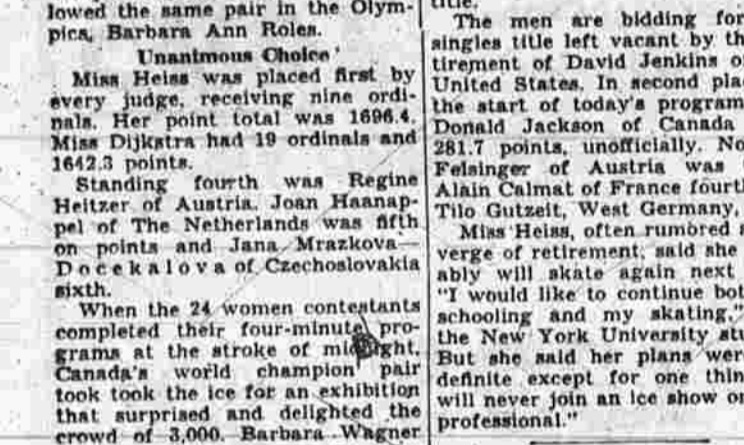 lowed the same pair in the Olym-
pics, Barbara Ann Roles.
Unanimous Choice
Miss Heiss was placed first by
every judge, receiving nine ordi-
nals. Her point total was 1696.4.
Miss Dijkstra had 19 ordinals and
1642.3 points.
Standing fourth was Regine
Heitzer of Austria. Joan Haanap-
pel of The Netherlands was fifth
on points and Jana Mrazkova—
Docekalova of Czechoslovakia
sixth.
When the 24 women contestants
completed their four-minute pro-
grams at the stroke of midnight,
Canada's world champion pair
took took the ice for an exhibition
that surprised and delighted the
crowd of 3,000. Barbara Wagner
title.
The men are bidding for
singles title left vacant by th
tirement of David Jenkins o
United States. In second pla
the start of today's program
Donald Jackson of Canada
281.7 points, unofficially. No
Felsinger of Austria was
Alain Calmat of France fourt
Tilo Gutzeit, West Germany,
Miss Heiss, often rumbred
verge of retirement, said she
ably will skate again next
"I would like to continue bot
schooling and my skating,"
the New York University stu
But she said her plans wer
definite except for one thin
will never join an ice show or
professional."